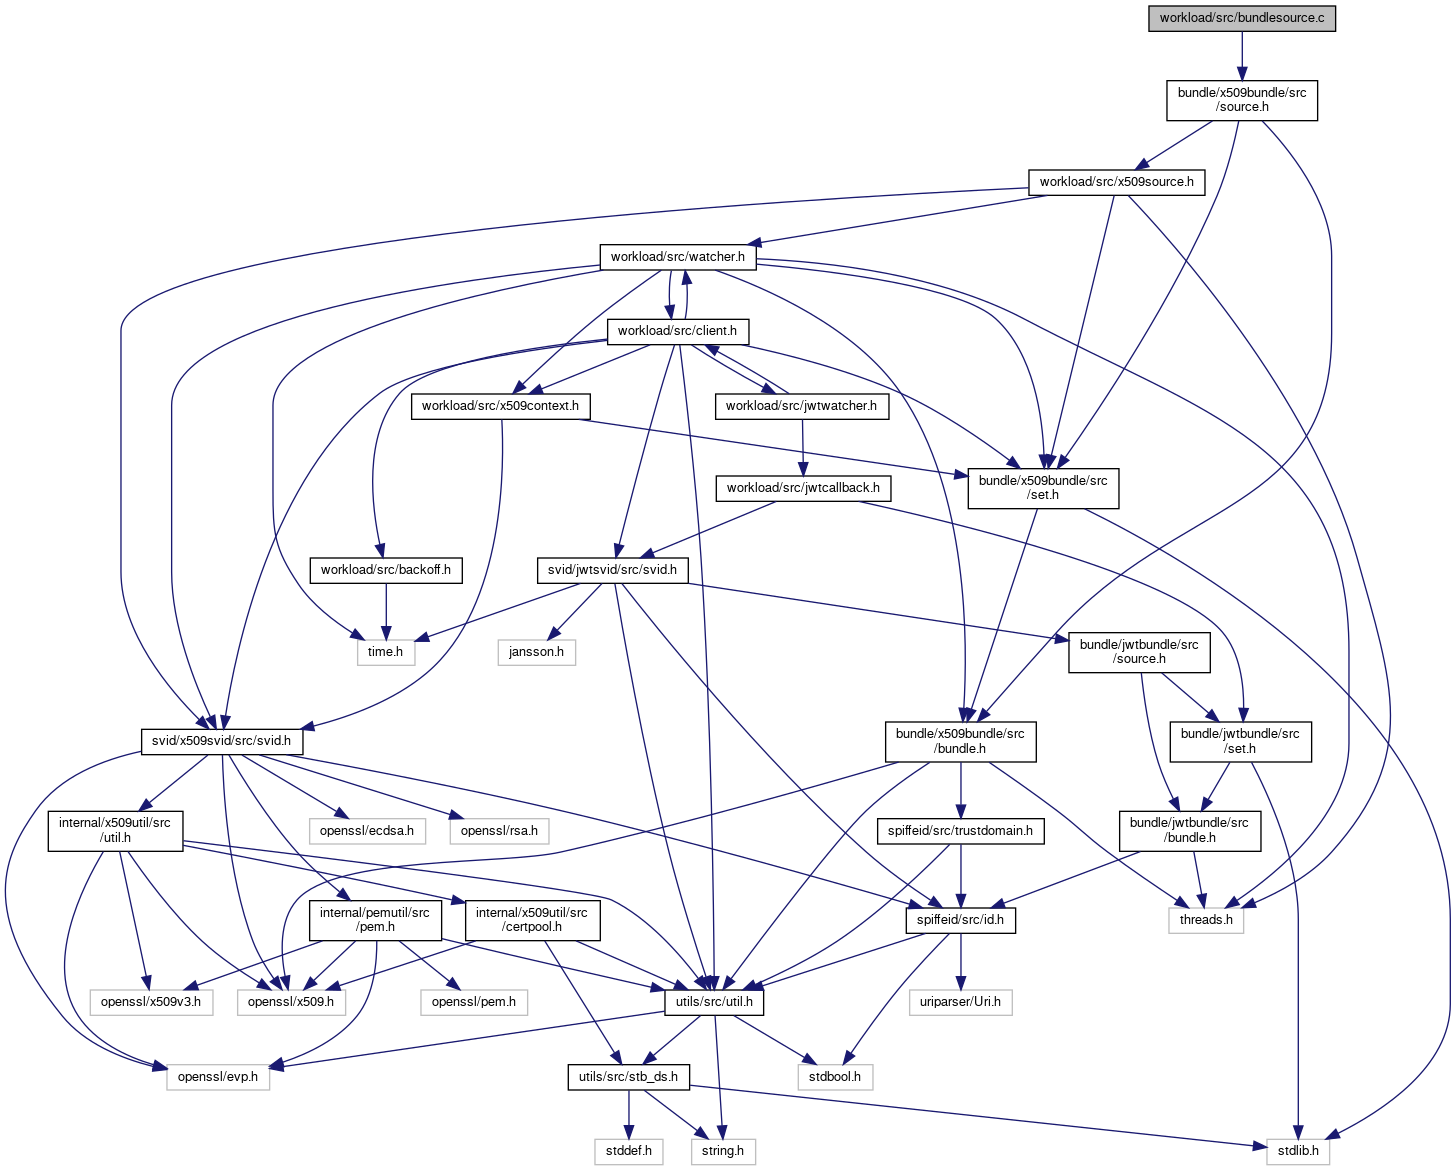 workload/src/bundlesource.c
bundle/x509bundle/src
/source.h
workload/src/x509source.h
workload/src/watcher.h
workload/src/client.h
workload/src/x509context.h
workload/src/jwtwatcher.h
bundle/x509bundle/src
/set.h
workload/src/jwtcallback.h
workload/src/backoff.h
svid/jwtsvid/src/svid.h
time.h
jansson.h
bundle/jwtbundle/src
/source.h
svid/x509svid/src/svid.h
bundle/x509bundle/src
/bundle.h
bundle/jwtbundle/src
/set.h
internal/x509util/src
/util.h
openssl/ecdsa.h
openssl/rsa.h
spiffeid/src/trustdomain.h
bundle/jwtbundle/src
/bundle.h
internal/pemutil/src
/pem.h
internal/x509util/src
/certpool.h
spiffeid/src/id.h
threads.h
openssl/x509v3.h
openssl/x509.h
openssl/pem.h
utils/src/util.h
uriparser/Uri.h
openssl/evp.h
utils/src/stb_ds.h
stdbool.h
stddef.h
string.h
stdlib.h